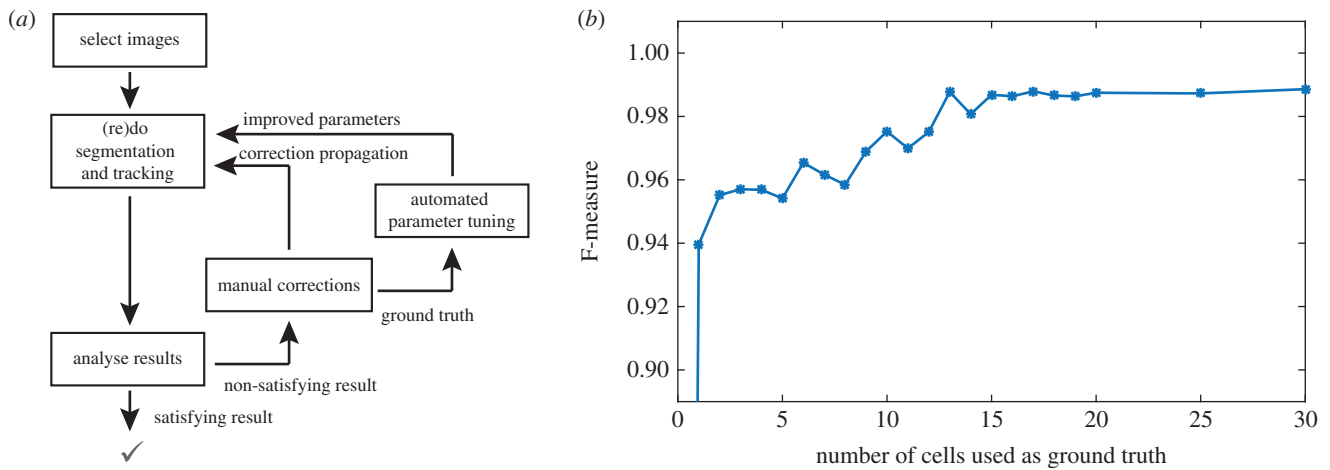 (a)
select images
(re)do
segmentation
and tracking
improved parameters
correction propagation
automated
parameter tuning
manual corrections
ground truth
analyse results
non-satisfying result
satisfying result
✓
(b)
1.00
0.98
0.96
0.94
0.92
0.90
F-measure
0 5 10 15 20 25 30
number of cells used as ground truth